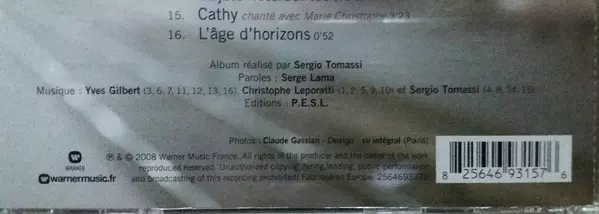 15. Cathy chanté avec Marie Christophe 3'23
16. L'âge d'horizons 0'52
Album réalisé par Sergio Tomassi
Paroles : Serge Lama
Musique : Yves Gilbert (3, 6, 7, 11, 12, 13, 16), Christophe Leporatti (1, 2, 5, 9, 10) et Sergio Tomassi (4, 8, 14, 15)
Editions : P.E.S.L.
Photos : Claude Gassian - Design : vu intégral (Paris)
℗ & © 2008 Warner Music France. All rights of the producer and the owner of the work
reproduced reserved. Unauthorized copying, hiring, lending, public performance
and broadcasting of this recording prohibited. Fabriqué en Europe.
WARNER
warnermusic.fr
8 25646 93157 6